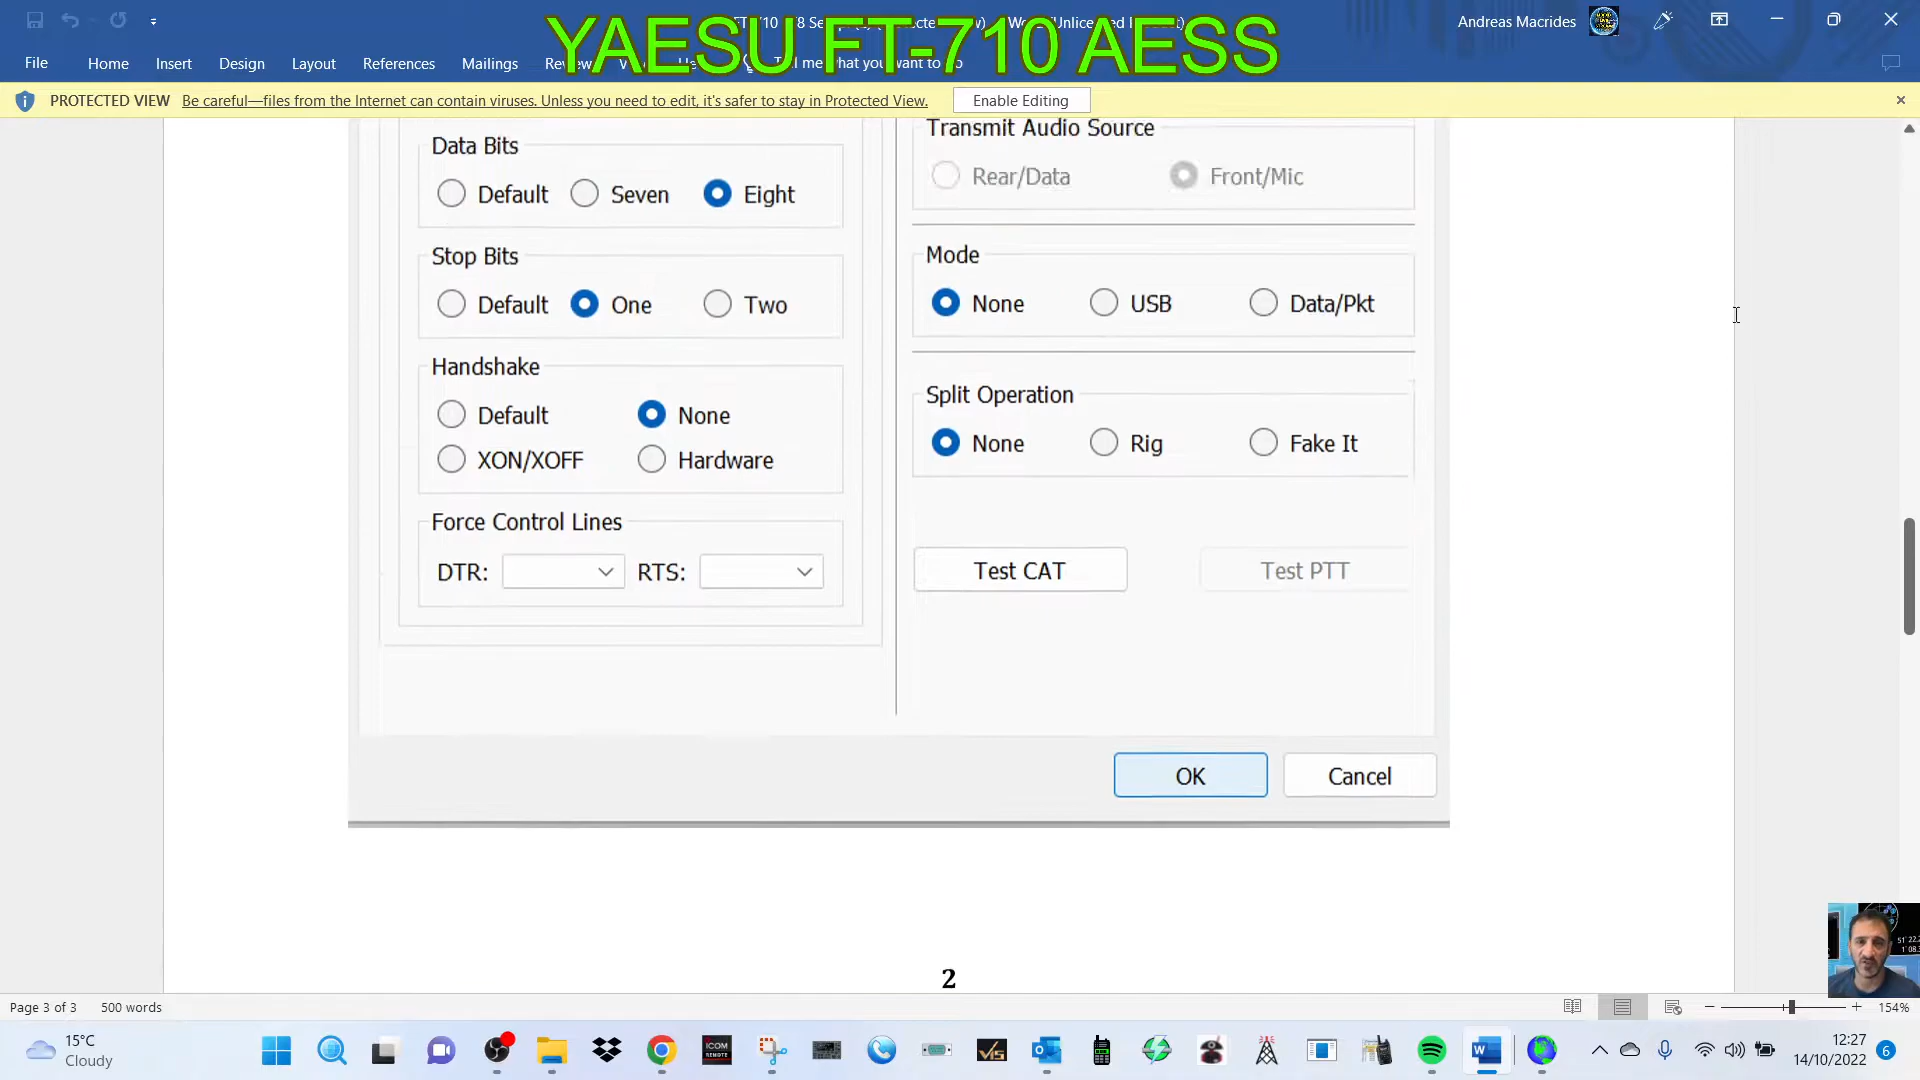 YAESU FT-710 AESS
Andreas Macrides
File Home Insert Design Layout References Mailings
PROTECTED VIEW Be careful—files from the Internet can contain viruses. Unless you need to edit, it's safer to stay in Protected View. Enable Editing
Data Bits
Default Seven Eight
Stop Bits
Default One Two
Handshake
Default None
XON/XOFF Hardware
Force Control Lines
DTR: RTS:
Transmit Audio Source
Rear/Data Front/Mic
Mode
None USB Data/Pkt
Split Operation
None Rig Fake It
Test CAT Test PTT
OK Cancel
2
Page 3 of 3 500 words
154%
15°C
Cloudy
12:27
14/10/2022
6